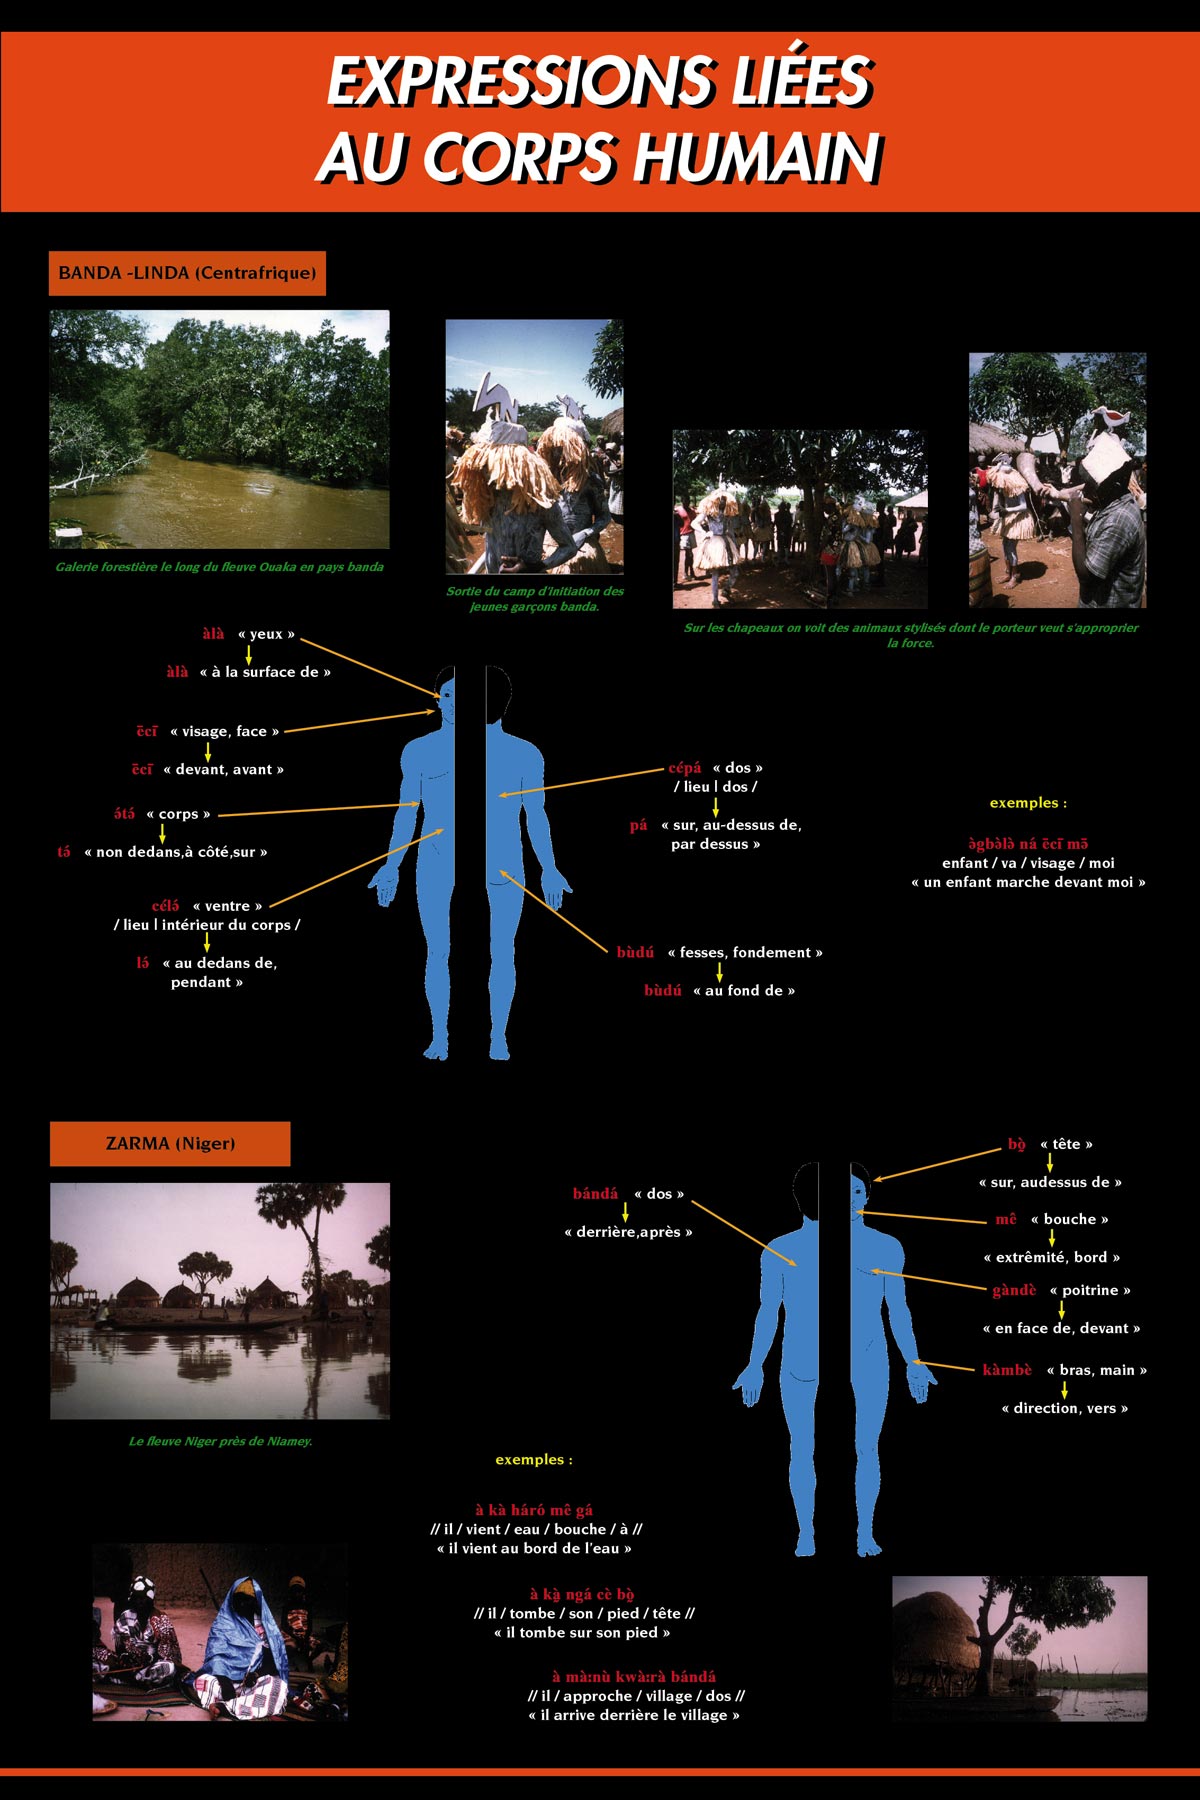 EXPRESSIONS LIÉES
AU CORPS HUMAIN
BANDA -LINDA (Centrafrique)
Galerie forestière le long du fleuve Ouaka en pays banda
Sortie du camp d'initiation des
jeunes garçons banda.
Sur les chapeaux on voit des animaux stylisés dont le porteur veut s'approprier
la force.
àlà « yeux »
àlà « à la surface de »
ēcī « visage, face »
ēcī « devant, avant »
ə́tə́ « corps »
tə́ « non dedans,à côté,sur »
célə́ « ventre »
/ lieu | intérieur du corps /
lə́ « au dedans de,
pendant »
cépá « dos »
/ lieu | dos /
pá « sur, au-dessus de,
par dessus »
bùdú « fesses, fondement »
bùdú « au fond de »
exemples :
ə̀gbə̀lə̀ ná ēcī mə̄
enfant / va / visage / moi
« un enfant marche devant moi »
ZARMA (Niger)
Le fleuve Niger près de Niamey.
bándá « dos »
« derrière,après »
bò̰ « tête »
« sur, audessus de »
mê « bouche »
« extrêmité, bord »
gàndè « poitrine »
« en face de, devant »
kàmbè « bras, main »
« direction, vers »
exemples :
à kà háró mê gá
// il / vient / eau / bouche / à //
« il vient au bord de l'eau »
à kà̰ ngá cè bò̰
// il / tombe / son / pied / tête //
« il tombe sur son pied »
à mà:nù kwà:rà bándá
// il / approche / village / dos //
« il arrive derrière le village »